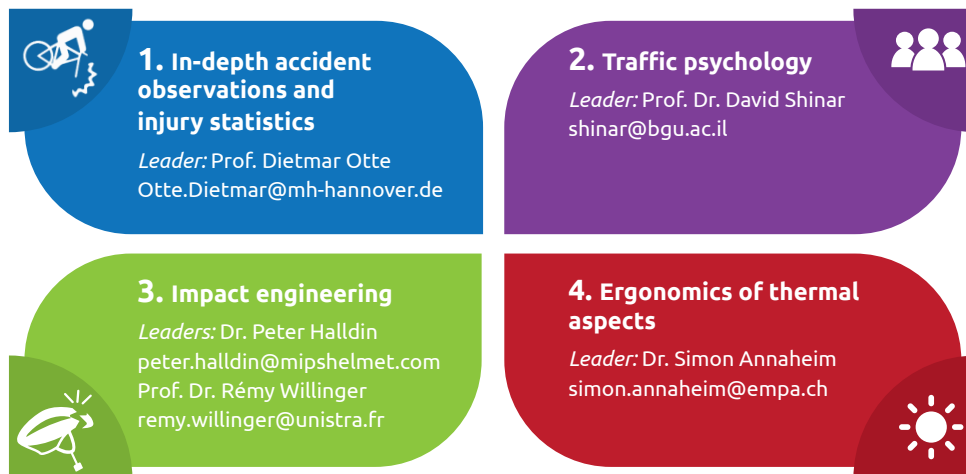 1. In-depth accident
observations and
injury statistics
Leader: Prof. Dietmar Otte
Otte.Dietmar@mh-hannover.de
2. Traffic psychology
Leader: Prof. Dr. David Shinar
shinar@bgu.ac.il
3. Impact engineering
Leaders: Dr. Peter Halldin
peter.halldin@mipshelmet.com
Prof. Dr. Rémy Willinger
remy.willinger@unistra.fr
4. Ergonomics of thermal
aspects
Leader: Dr. Simon Annaheim
simon.annaheim@empa.ch